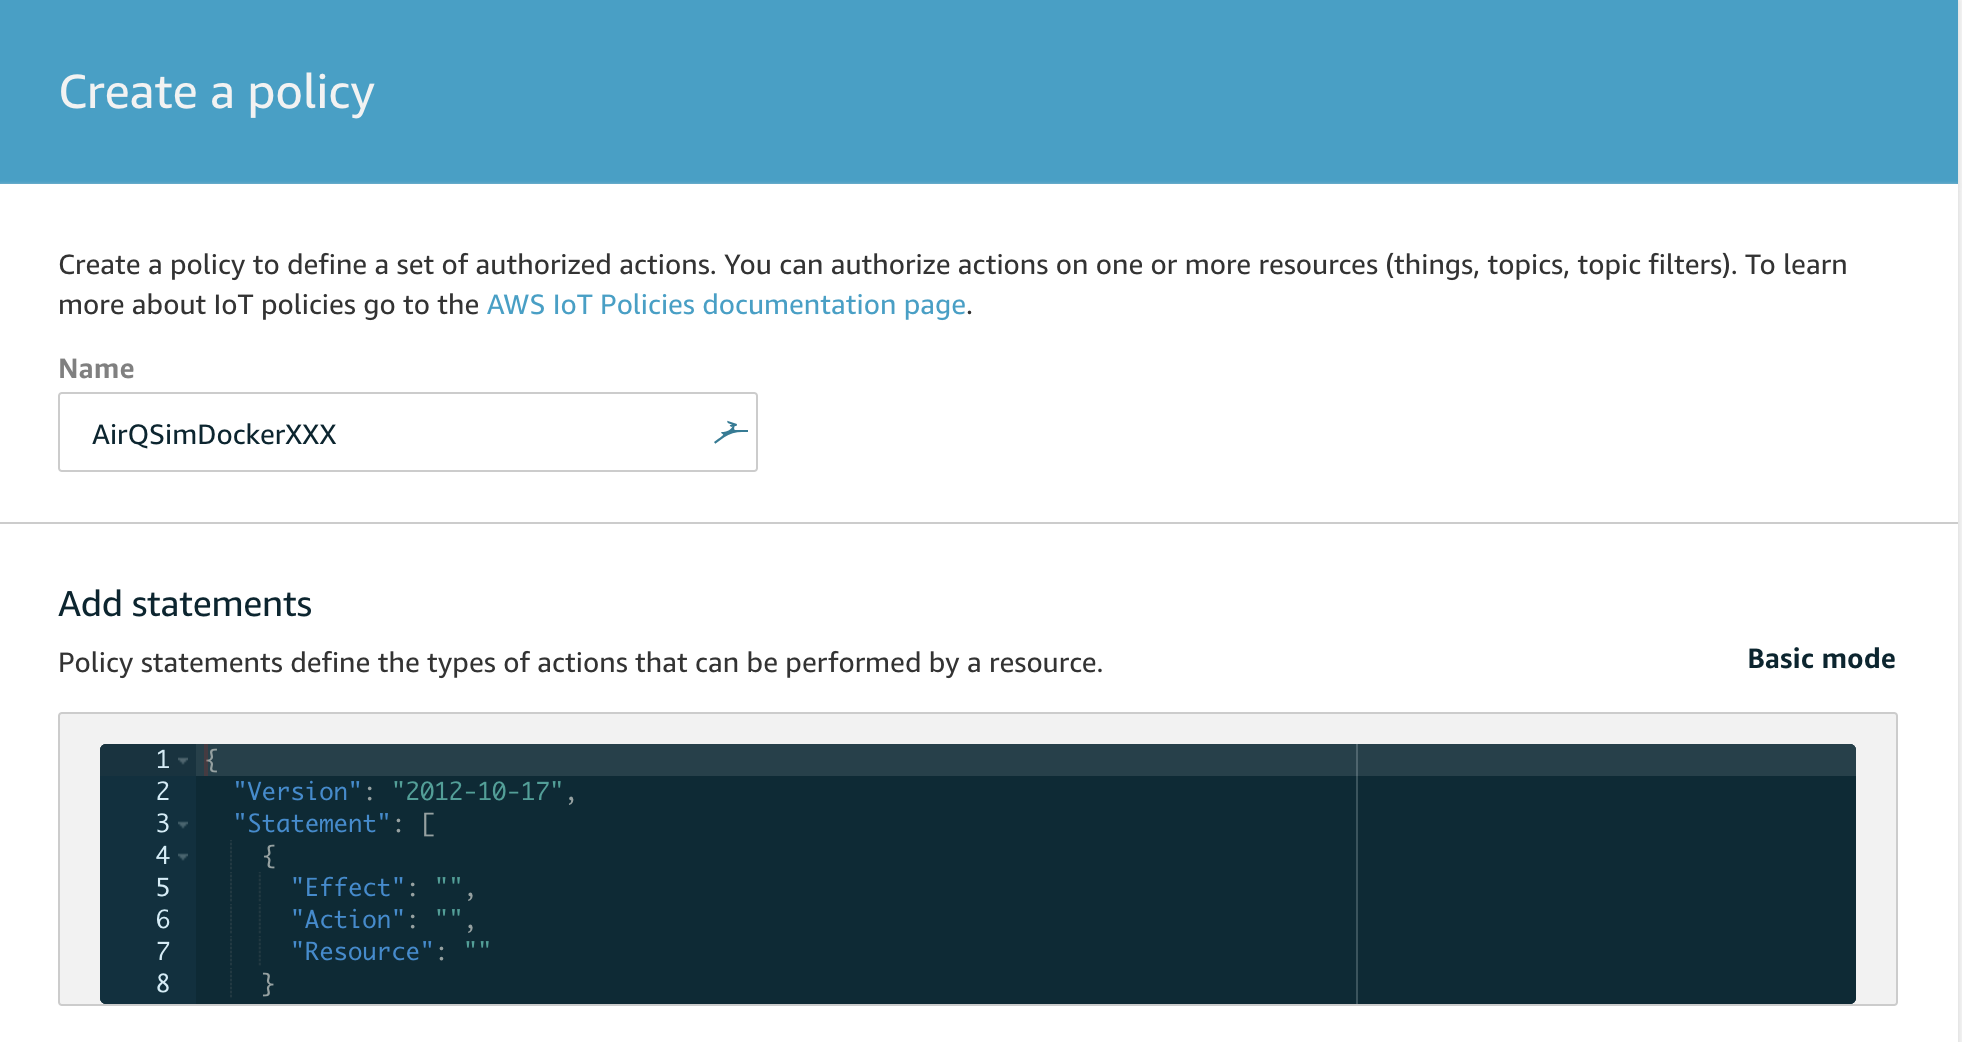 Create a policy
Create a policy to define a set of authorized actions. You can authorize actions on one or more resources (things, topics, topic filters). To learn
more about IoT policies go to the AWS IoT Policies documentation page.
Name
AirQSimDockerXXX
Add statements
Policy statements define the types of actions that can be performed by a resource.
Basic mode
1 {
2 "Version": "2012-10-17",
3 "Statement": [
4 {
5 "Effect": "",
6 "Action": "",
7 "Resource": ""
8 }